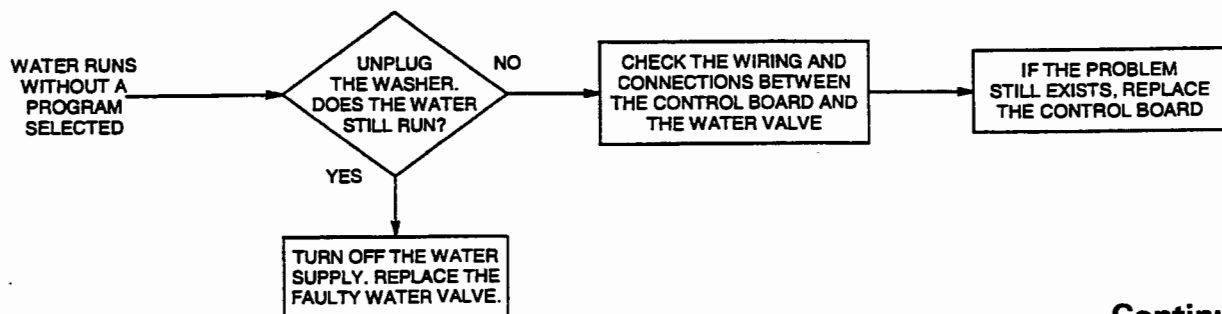 WATER RUNS
WITHOUT A
PROGRAM
SELECTED
UNPLUG
THE WASHER.
DOES THE WATER
STILL RUN?
NO
CHECK THE WIRING AND
CONNECTIONS BETWEEN
THE CONTROL BOARD AND
THE WATER VALVE
IF THE PROBLEM
STILL EXISTS, REPLACE
THE CONTROL BOARD
YES
TURN OFF THE WATER
SUPPLY. REPLACE THE
FAULTY WATER VALVE.